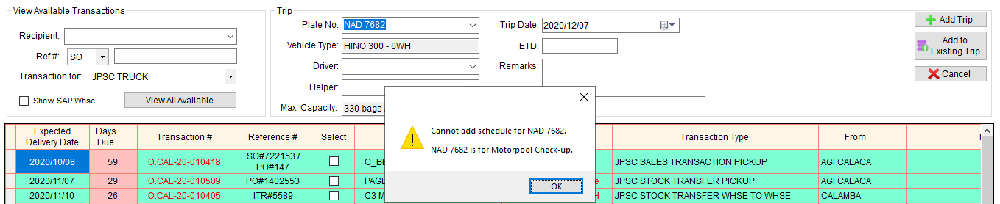 View Available Transactions
Recipient:
Ref #: SO
Transaction for: JPSC TRUCK
Show SAP Whse
View All Available
Trip
Plate No: NAD 7682
Vehicle Type: HINO 300 - 6WH
Driver:
Helper:
Max. Capacity: 330 bags
Trip Date: 2020/12/07
ETD:
Remarks:
Add Trip
Add to
Existing Trip
Cancel
Cannot add schedule for NAD 7682.
NAD 7682 is for Motorpool Check-up.
OK
Expected
Delivery Date
Days
Due
Transaction #
Reference #
Select
Transaction Type
From
2020/10/08 59 O.CAL-20-010418 SO#722153 /
PO#147
C_BE JPSC SALES TRANSACTION PICKUP AGI CALACA
2020/11/07 29 O.CAL-20-010509 PO#1402553 PAGE JPSC STOCK TRANSFER PICKUP AGI CALACA
2020/11/10 26 O.CAL-20-010405 ITR#5589 C3 M JPSC STOCK TRANSFER WHSE TO WHSE CALAMBA